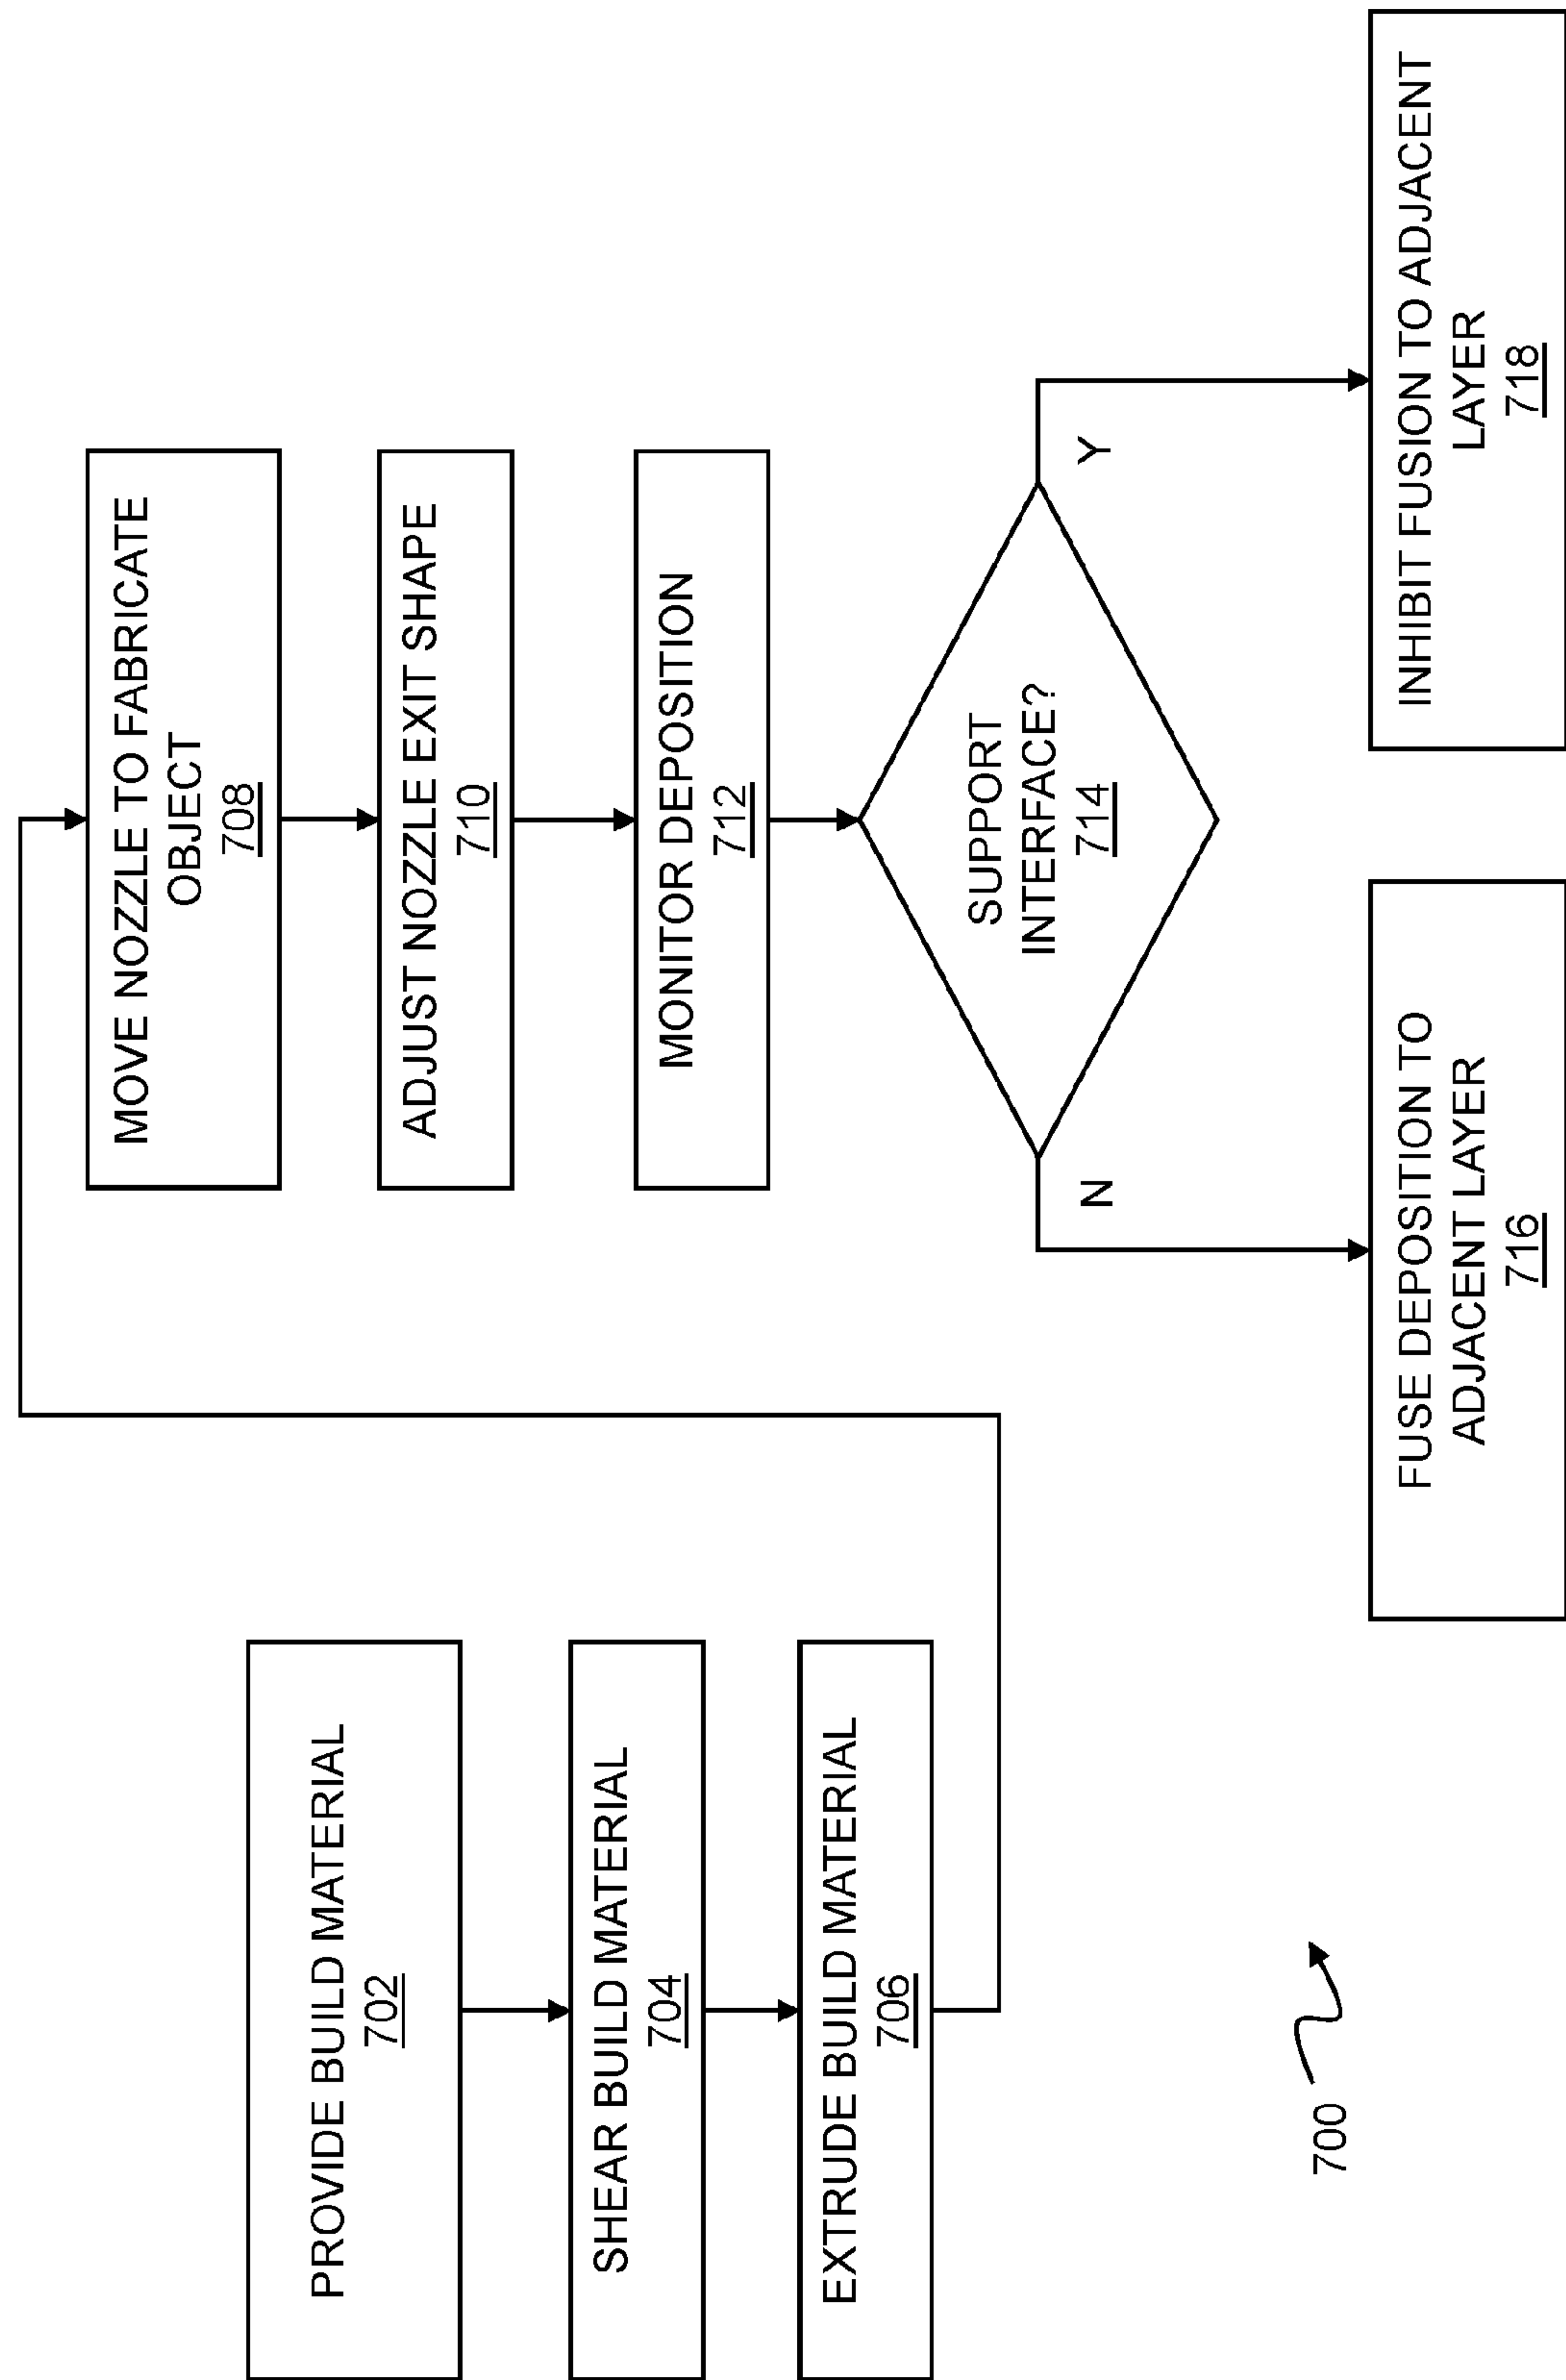 PROVIDE BUILD MATERIAL
702
SHEAR BUILD MATERIAL
704
EXTRUDE BUILD MATERIAL
706
700
MOVE NOZZLE TO FABRICATE
OBJECT
708
ADJUST NOZZLE EXIT SHAPE
710
MONITOR DEPOSITION
712
SUPPORT
INTERFACE?
714
N
Y
FUSE DEPOSITION TO
ADJACENT LAYER
716
INHIBIT FUSION TO ADJACENT
LAYER
718